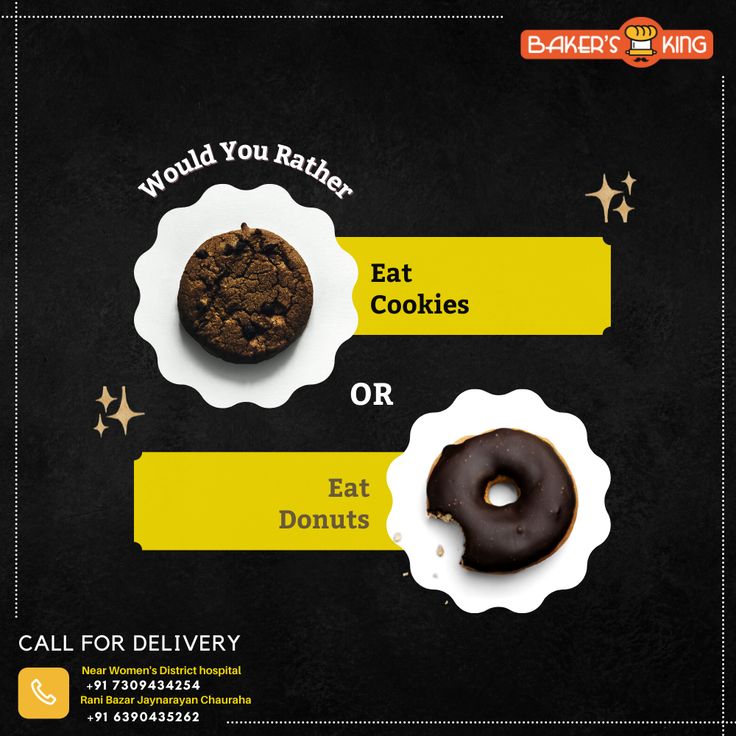 BAKER'S KING
Would You Rather
Eat
Cookies
OR
Eat
Donuts
CALL FOR DELIVERY
Near Women's District hospital
+91 7309434254
Rani Bazar Jaynarayan Chauraha
+91 6390435262